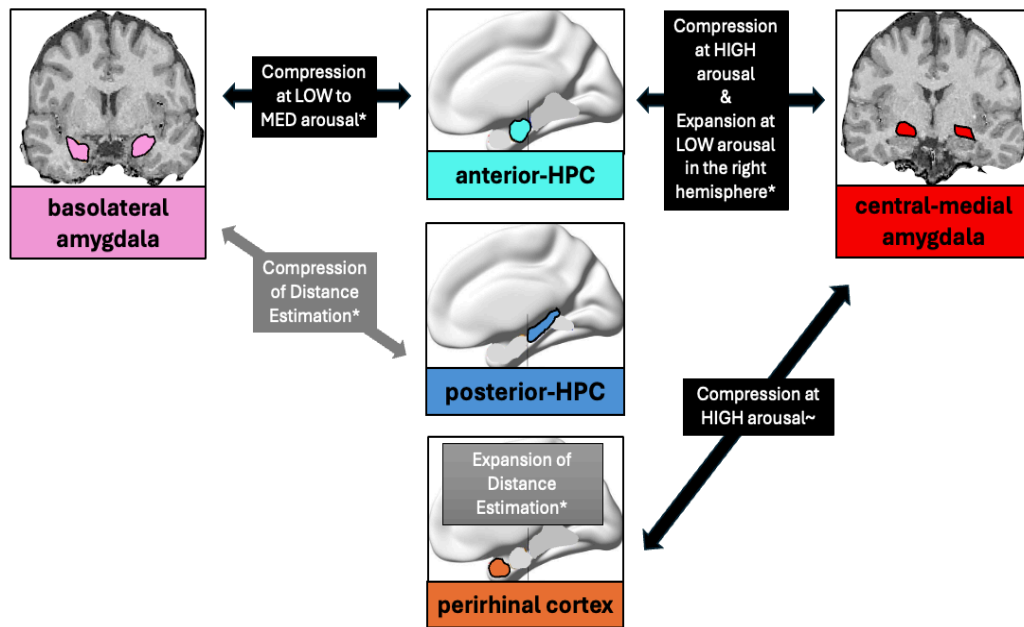 Compression
at LOW to
MED arousal*
Compression
at HIGH
arousal
&
Expansion at
LOW arousal
in the right
hemisphere*
anterior-HPC
basolateral
amygdala
central-medial
amygdala
Compression
of Distance
Estimation*
posterior-HPC
Compression at
HIGH arousal~
Expansion of
Distance
Estimation*
perirhinal cortex